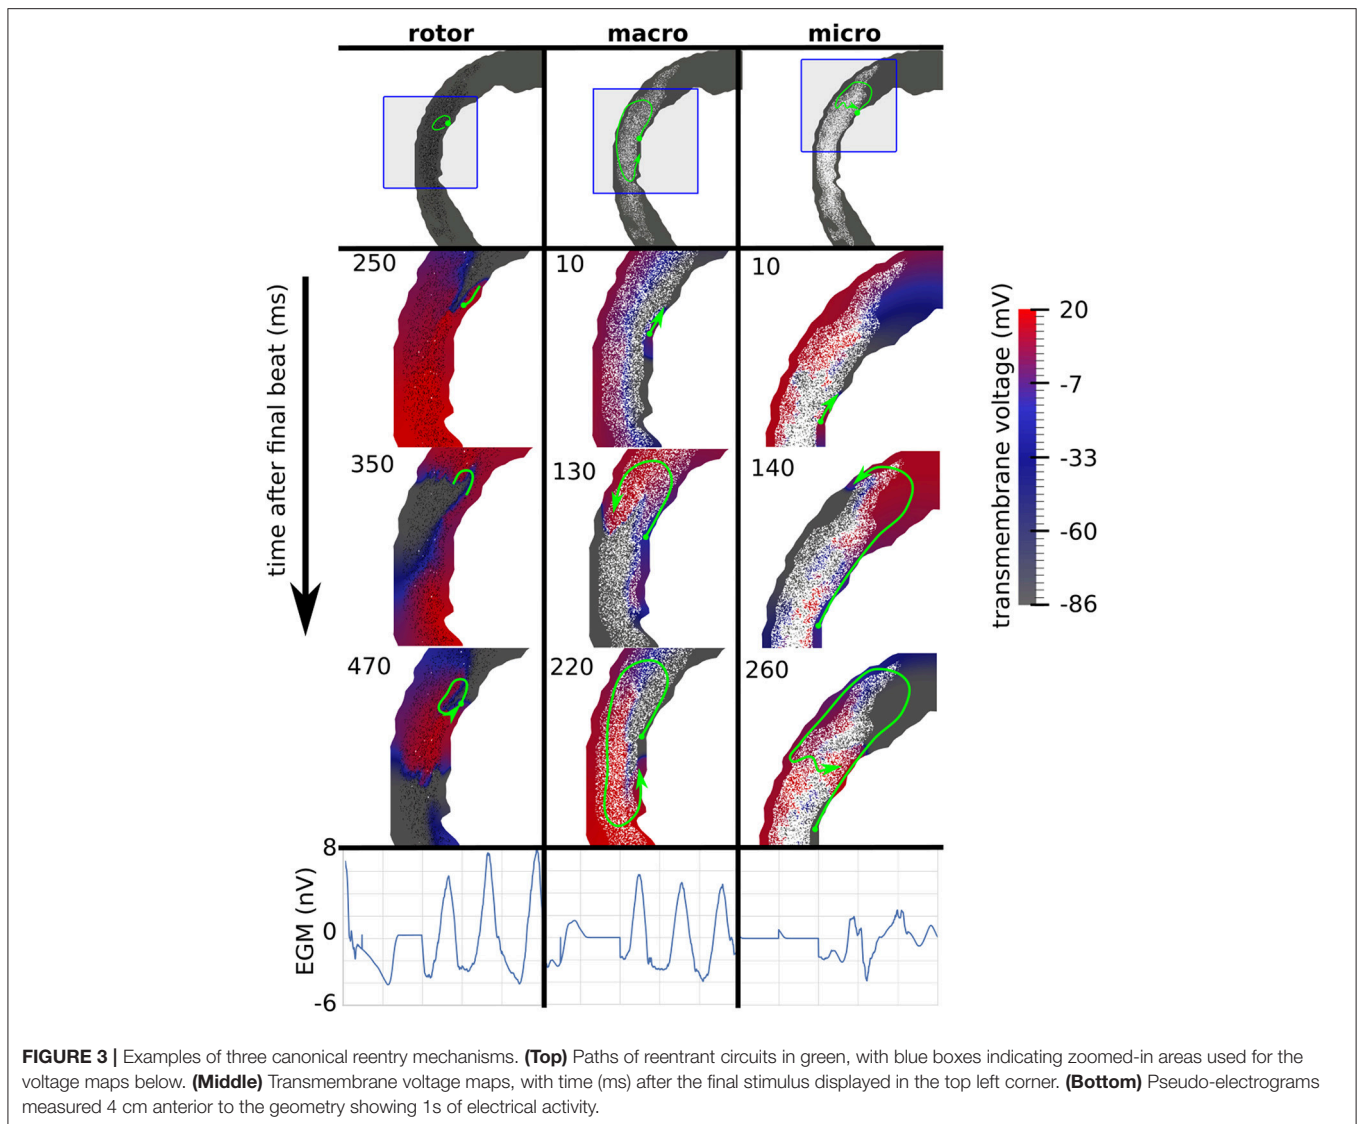 rotor macro micro
250 10 10
350 130 140
470 220 260
time after final beat (ms)
transmembrane voltage (mV)
20
-7
-33
-60
-86
EGM (nV)
8
0
-6
FIGURE 3 | Examples of three canonical reentry mechanisms. (Top) Paths of reentrant circuits in green, with blue boxes indicating zoomed-in areas used for the
voltage maps below. (Middle) Transmembrane voltage maps, with time (ms) after the final stimulus displayed in the top left corner. (Bottom) Pseudo-electrograms
measured 4 cm anterior to the geometry showing 1s of electrical activity.